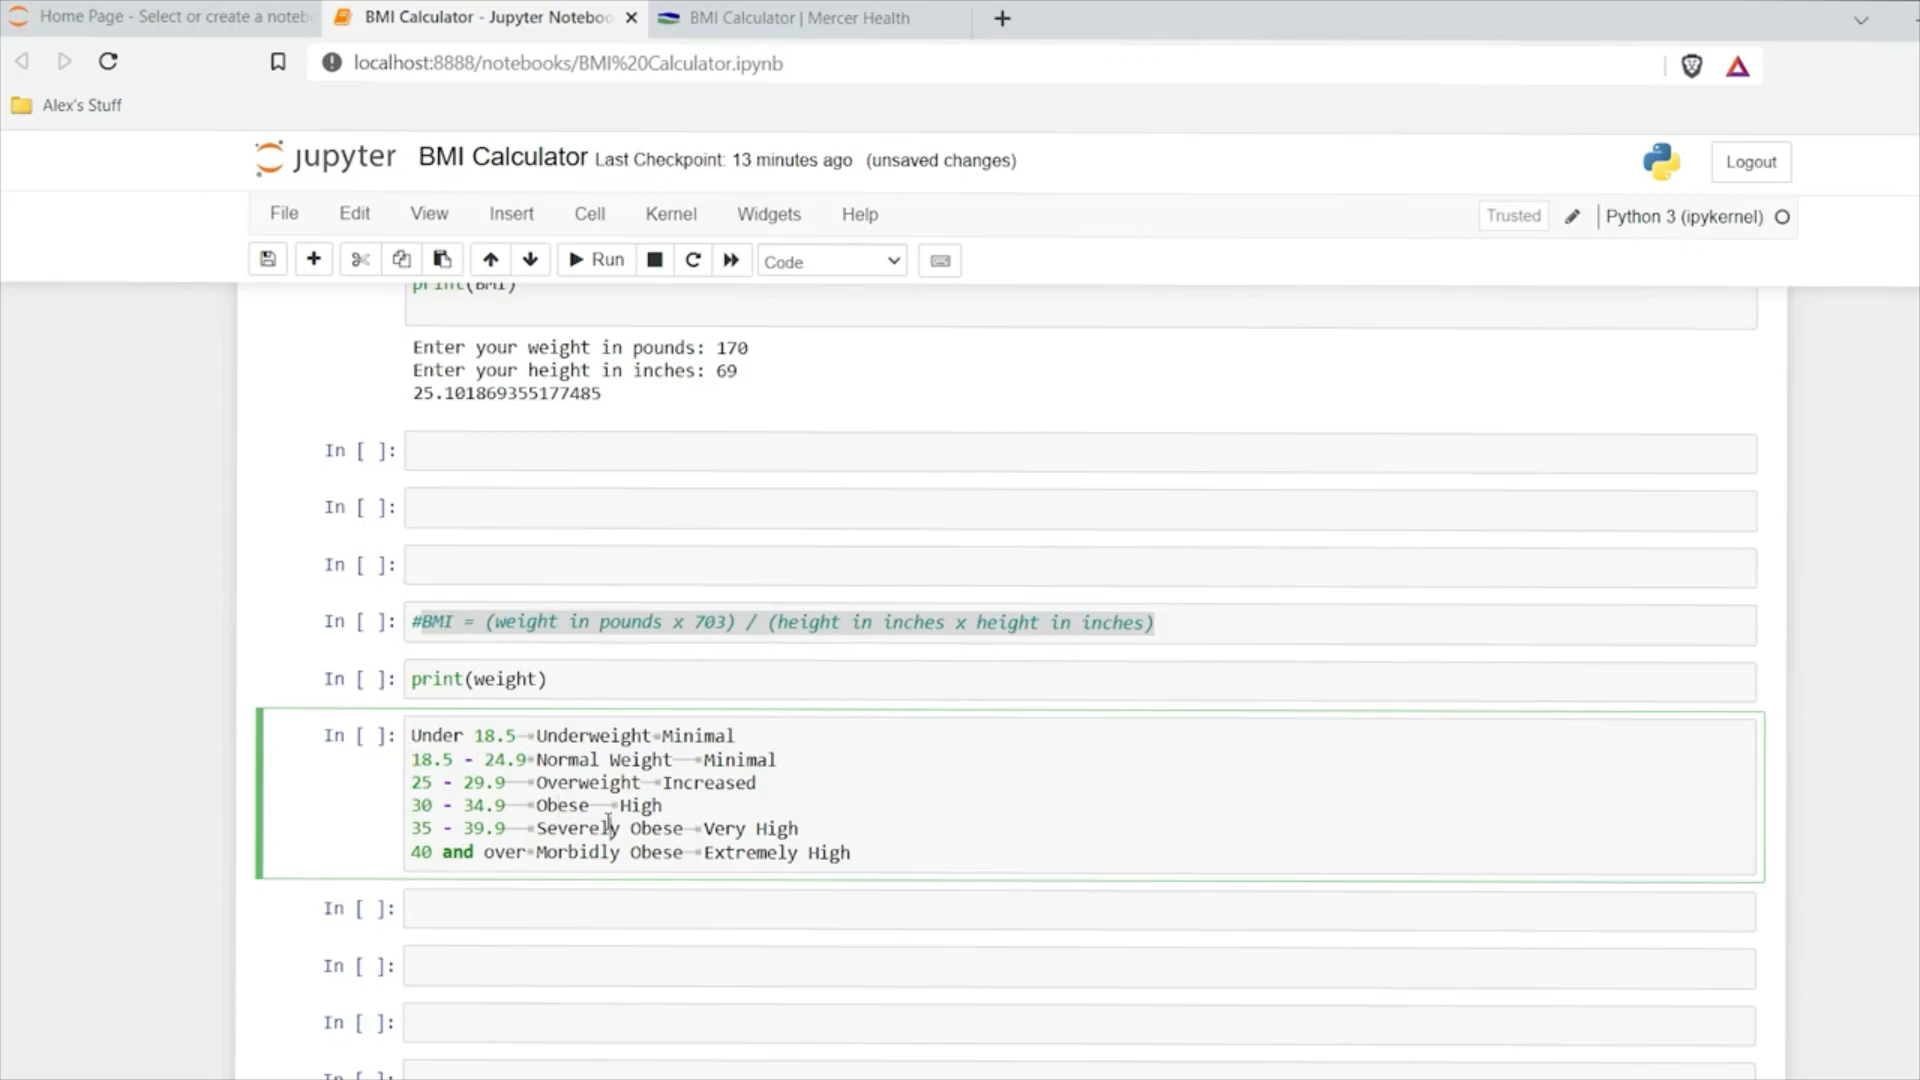 Home Page - Select or create a noteb
BMI Calculator - Jupyter Noteboo
BMI Calculator | Mercer Health
localhost:8888/notebooks/BMI%20Calculator.ipynb
Alex's Stuff
jupyter BMI Calculator Last Checkpoint: 13 minutes ago (unsaved changes)
Logout
File Edit View Insert Cell Kernel Widgets Help
Trusted Python 3 (ipykernel)
Run Code
print(BMI)
Enter your weight in pounds: 170
Enter your height in inches: 69
25.101869355177485
In [ ]:
In [ ]:
In [ ]:
In [ ]: #BMI = (weight in pounds x 703) / (height in inches x height in inches)
In [ ]: print(weight)
In [ ]: Under 18.5 Underweight Minimal
18.5 - 24.9 Normal Weight Minimal
25 - 29.9 Overweight Increased
30 - 34.9 Obese High
35 - 39.9 Severely Obese Very High
40 and over Morbidly Obese Extremely High
In [ ]:
In [ ]:
In [ ]:
In [ ]: